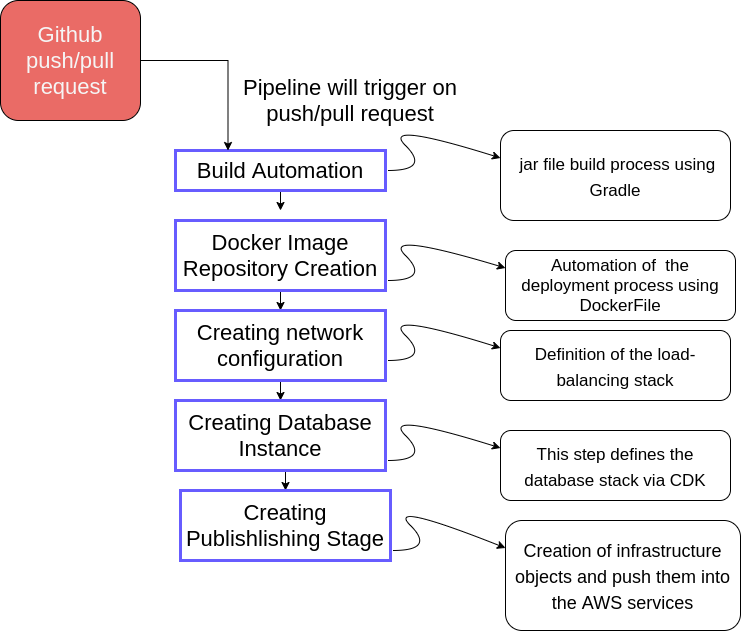 Github
push/pull
request
Pipeline will trigger on
push/pull request
Build Automation
jar file build process using
Gradle
Docker Image
Repository Creation
Automation of the
deployment process using
DockerFile
Creating network
configuration
Definition of the load-
balancing stack
Creating Database
Instance
This step defines the
database stack via CDK
Creating
Publishlishing Stage
Creation of infrastructure
objects and push them into
the AWS services